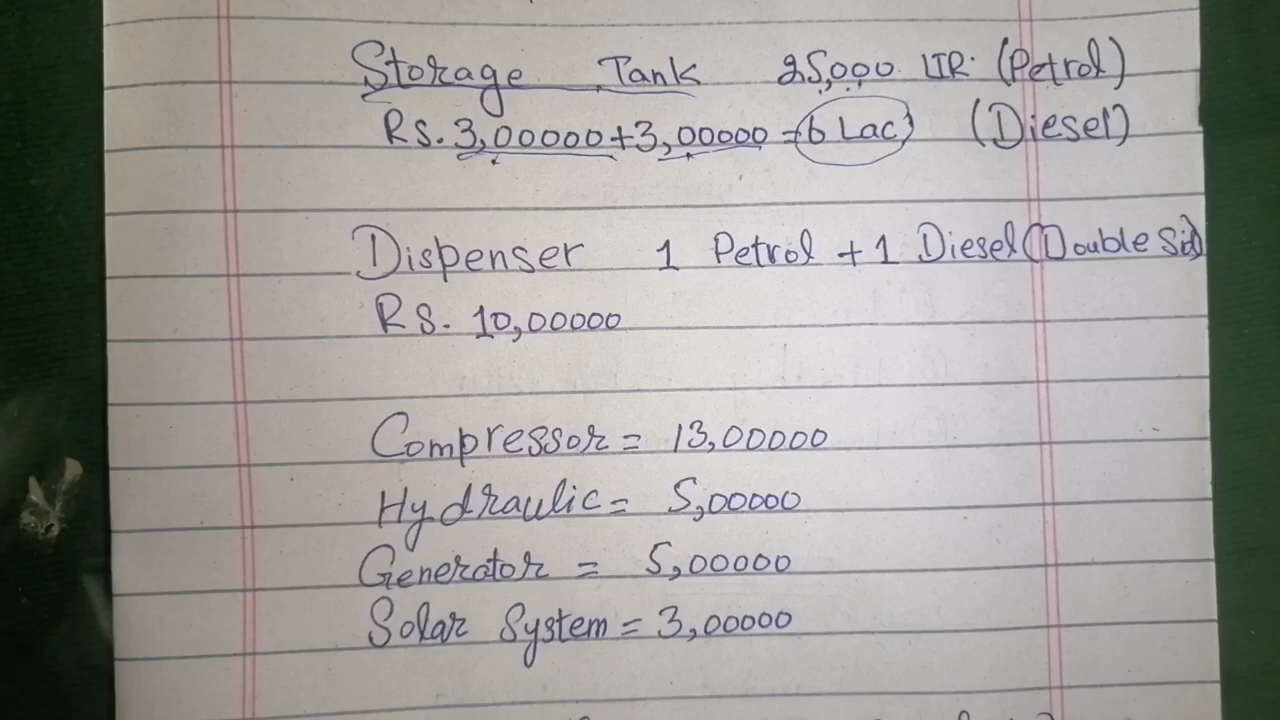 Storage Tank 25,000 LTR. (Petrol)
Rs. 3,00000+3,00000 = 6 Lac (Diesel)
Dispenser 1 Petrol + 1 Diesel (Double Sid)
RS. 10,00000
Compressor = 13,00000
Hydraulic = 5,00000
Generator = 5,00000
Solar System = 3,00000